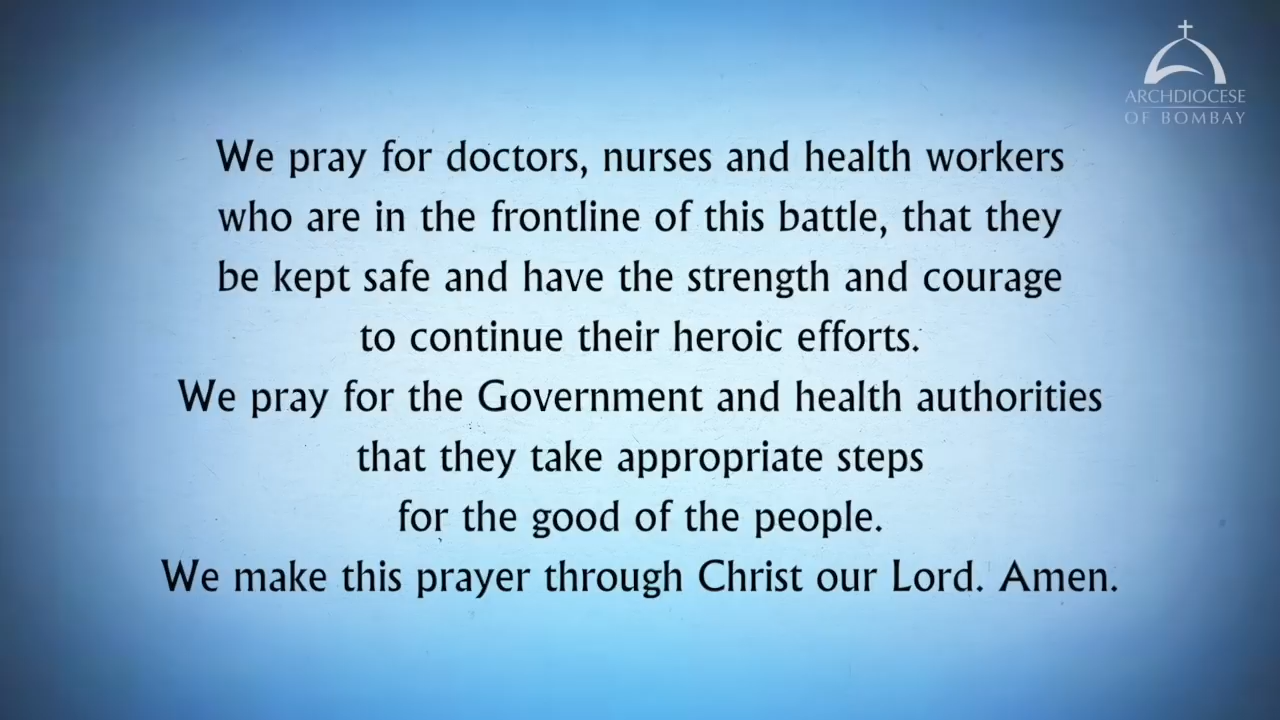 ARCHDIOCESE
OF BOMBAY
We pray for doctors, nurses and health workers
who are in the frontline of this battle, that they
be kept safe and have the strength and courage
to continue their heroic efforts.
We pray for the Government and health authorities
that they take appropriate steps
for the good of the people.
We make this prayer through Christ our Lord. Amen.